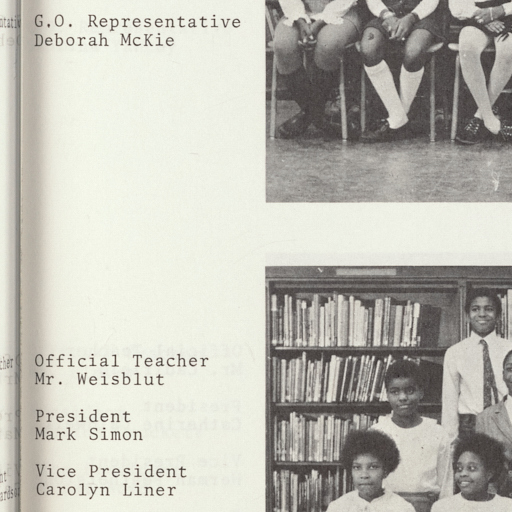 G.O. Representative
Deborah McKie
Official Teacher
Mr. Weisblut
President
Mark Simon
Vice President
Carolyn Liner